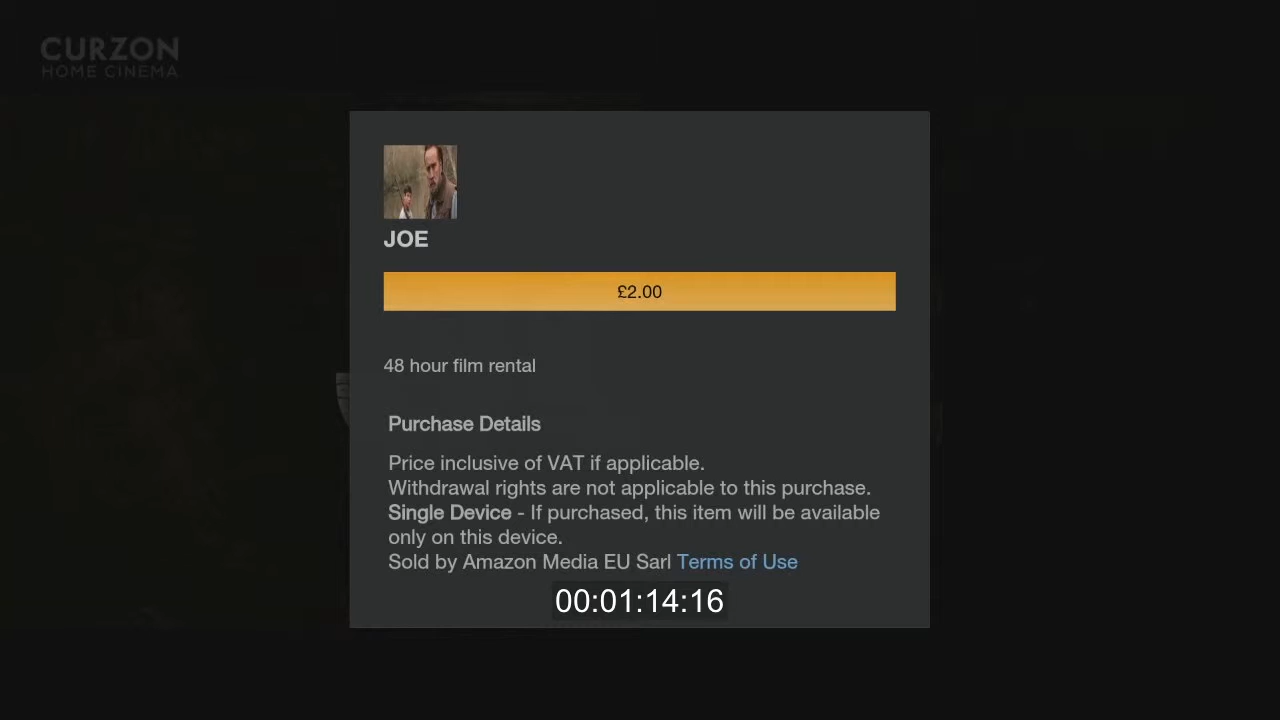 CURZON
HOME CINEMA
JOE
£2.00
48 hour film rental
Purchase Details
Price inclusive of VAT if applicable.
Withdrawal rights are not applicable to this purchase.
Single Device - If purchased, this item will be available
only on this device.
Sold by Amazon Media EU Sarl Terms of Use
00:01:14:16